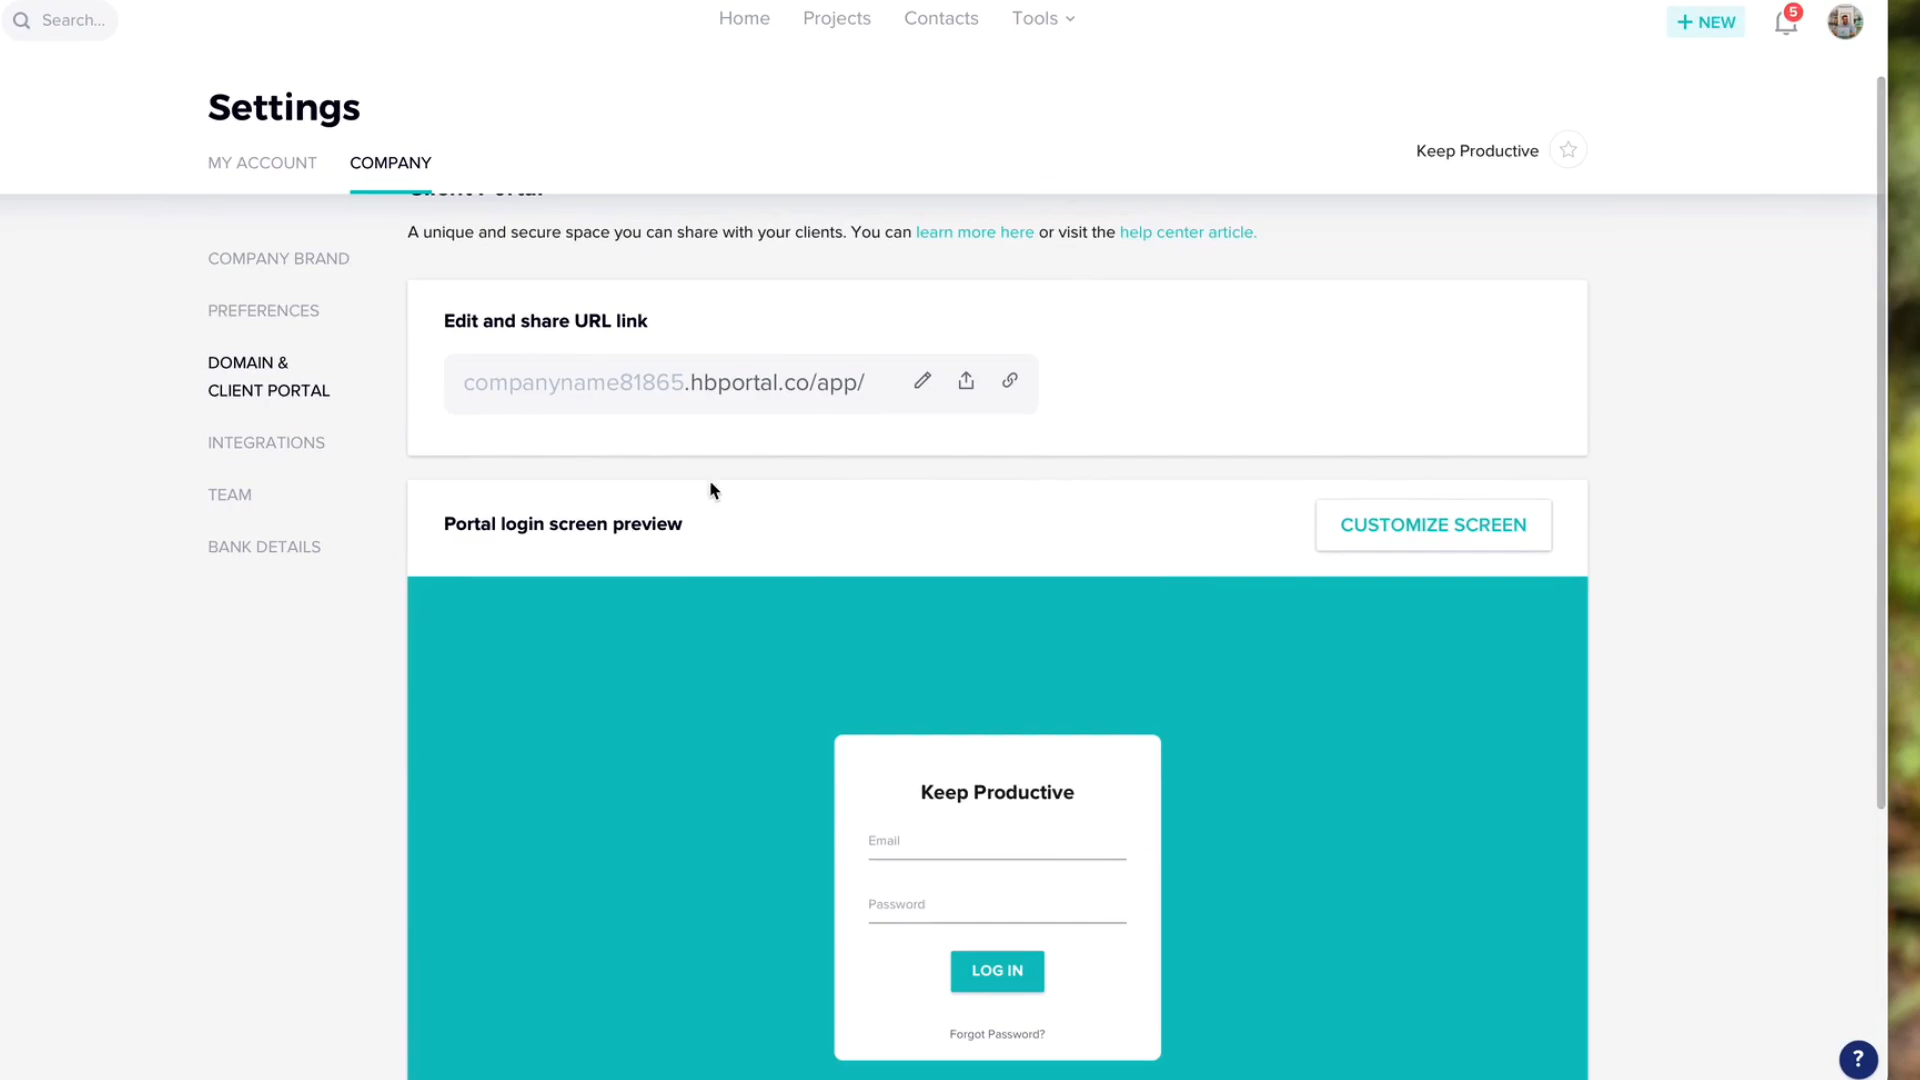 Search...
Home Projects Contacts Tools
+ NEW
5
Settings
MY ACCOUNT COMPANY
Keep Productive
Client Portal
A unique and secure space you can share with your clients. You can learn more here or visit the help center article.
COMPANY BRAND
PREFERENCES
DOMAIN &
CLIENT PORTAL
INTEGRATIONS
TEAM
BANK DETAILS
Edit and share URL link
companyname81865.hbportal.co/app/
Portal login screen preview
CUSTOMIZE SCREEN
Keep Productive
Email
Password
LOG IN
Forgot Password?
?